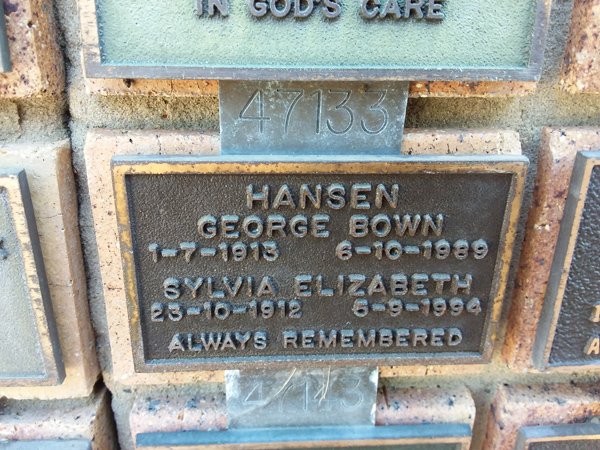 IN GOD'S CARE
47133
HANSEN
GEORGE BOWN
1-7-1913 6-10-1989
SYLVIA ELIZABETH
23-10-1912 5-9-1994
ALWAYS REMEMBERED